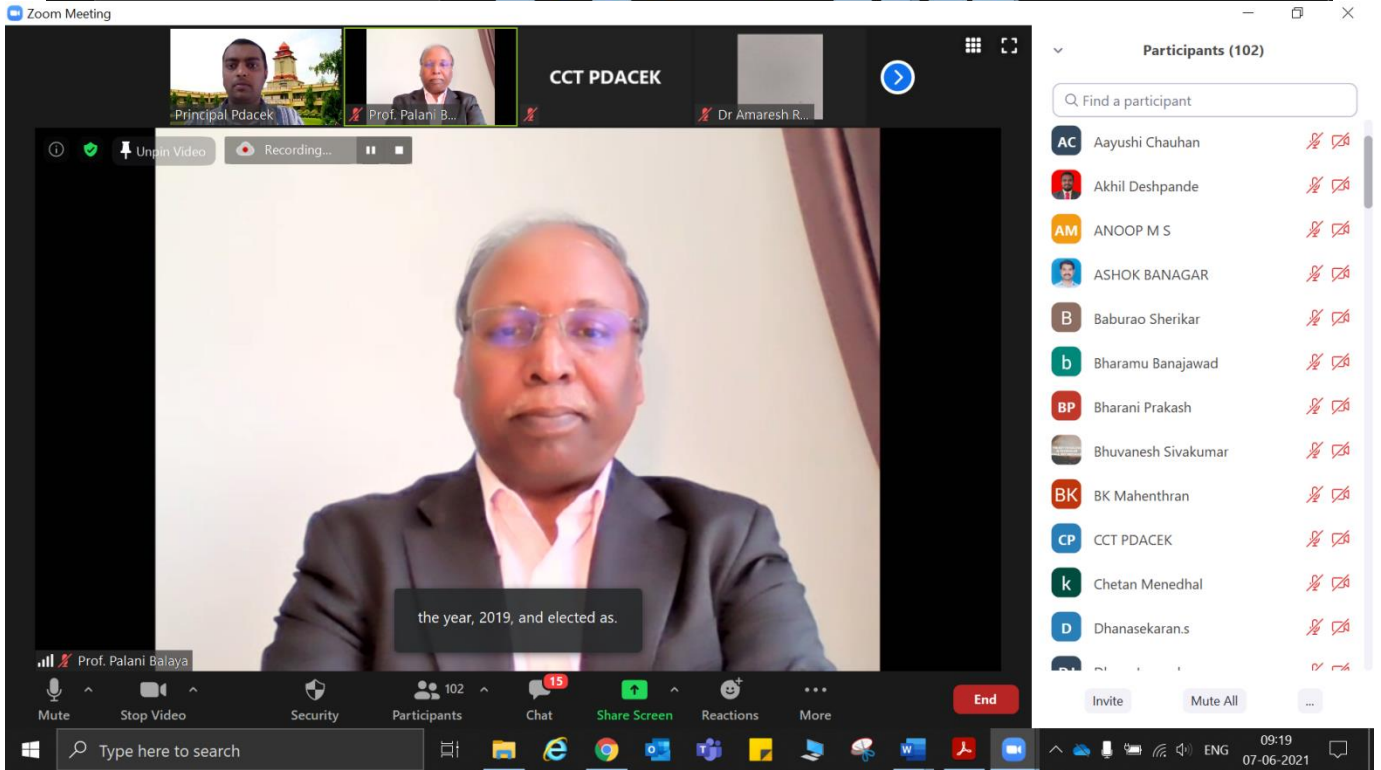 Zoom Meeting
Principal Pdacek
Prof. Palani B...
CCT PDACEK
Dr Amaresh R...
Unpin Video
Recording...
the year, 2019, and elected as.
Prof. Palani Balaya
Mute
Stop Video
Security
102
Participants
15
Chat
Share Screen
Reactions
More
End
Participants (102)
Find a participant
AC Aayushi Chauhan
Akhil Deshpande
AM ANOOP M S
ASHOK BANAGAR
B Baburao Sherikar
b Bharamu Banajawad
BP Bharani Prakash
Bhuvanesh Sivakumar
BK BK Mahenthran
CP CCT PDACEK
k Chetan Menedhal
D Dhanasekaran.s
Invite
Mute All
...
Type here to search
ENG
09:19
07-06-2021